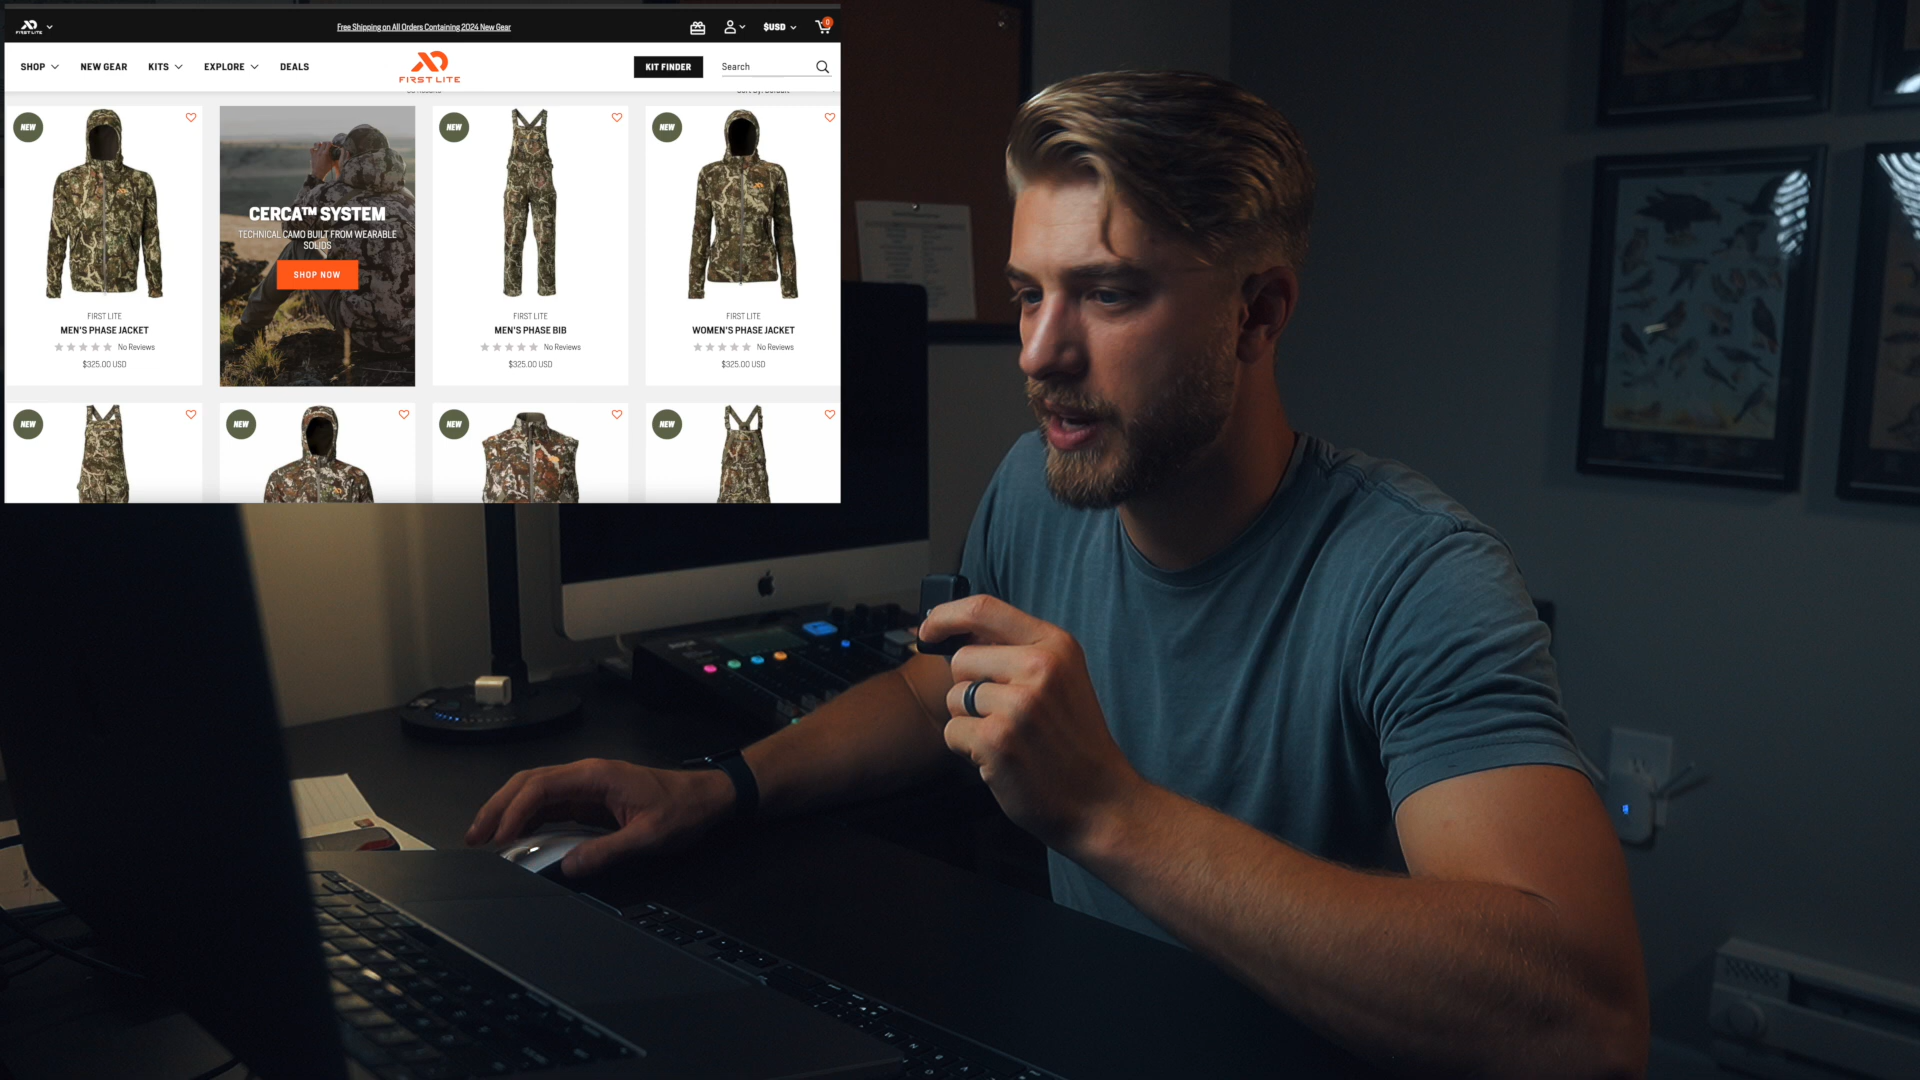 FIRST LITE
Free Shipping on All Orders Containing 2024 New Gear
$USD
0
SHOP
NEW GEAR
KITS
EXPLORE
DEALS
FIRST LITE
KIT FINDER
Search
NEW
CERCA™ SYSTEM
TECHNICAL CAMO BUILT FROM WEARABLE
SOLIDS
SHOP NOW
NEW
NEW
FIRST LITE
MEN'S PHASE JACKET
No Reviews
$325.00 USD
FIRST LITE
MEN'S PHASE BIB
No Reviews
$325.00 USD
FIRST LITE
WOMEN'S PHASE JACKET
No Reviews
$325.00 USD
NEW
NEW
NEW
NEW